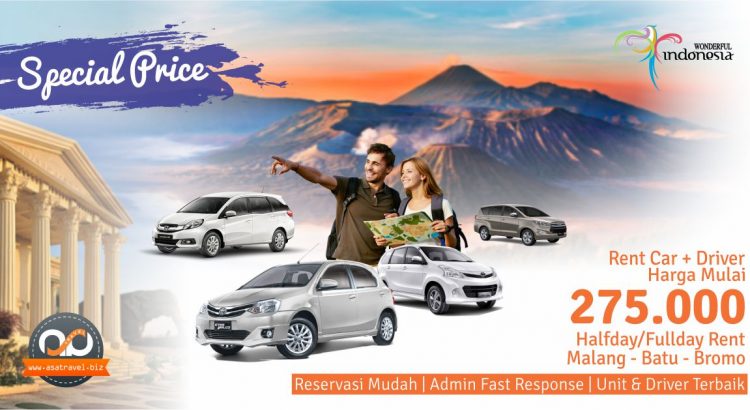 Special Price
WONDERFUL
indonesia
Rent Car + Driver
Harga Mulai
275.000
Halfday/Fullday Rent
Malang - Batu - Bromo
www.asatravel.biz
Reservasi Mudah | Admin Fast Response | Unit & Driver Terbaik